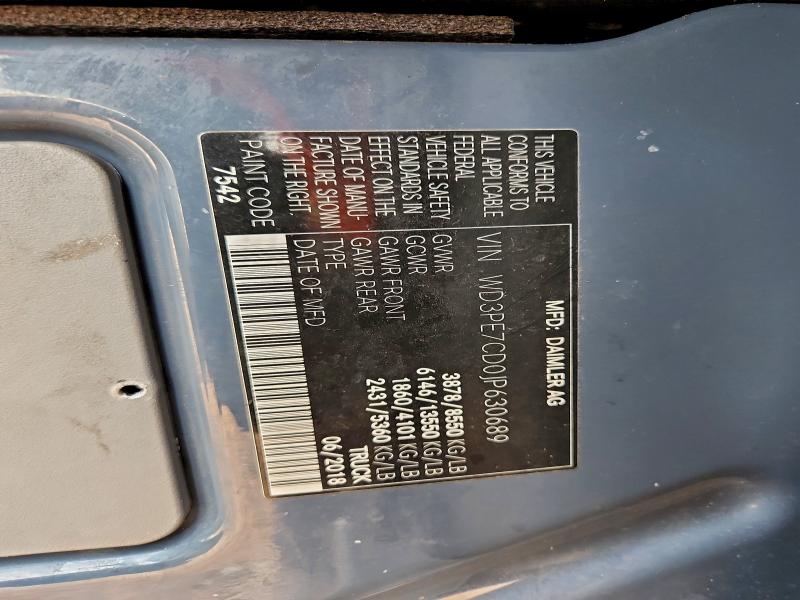 MFD: DAIMLER AG
THIS VEHICLE
CONFORMS TO
ALL APPLICABLE
FEDERAL
VEHICLE SAFETY
STANDARDS IN
EFFECT ON THE
DATE OF MANU-
FACTURE SHOWN
ON THE RIGHT.
PAINT CODE
7542
VIN WD3PE7CD0JP630689
GVWR 3878/8550 KG/LB
GCWR 6146/13550 KG/LB
GAWR FRONT 1860/4101 KG/LB
GAWR REAR 2431/5360 KG/LB
TYPE TRUCK
DATE OF MFD 06/2018